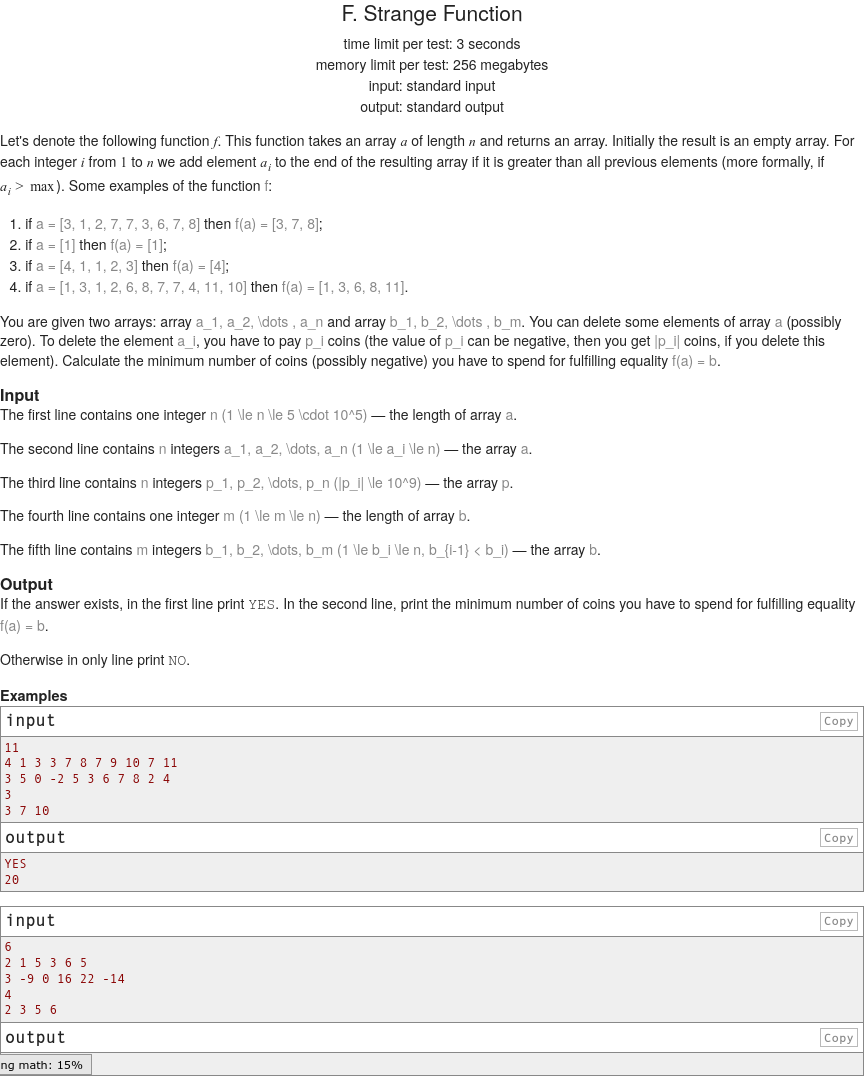 F. Strange Function
time limit per test: 3 seconds
memory limit per test: 256 megabytes
input: standard input
output: standard output
Let's denote the following function f. This function takes an array a of length n and returns an array. Initially the result is an empty array. For
each integer i from 1 to n we add element a_i to the end of the resulting array if it is greater than all previous elements (more formally, if
a_i > max). Some examples of the function f:
1. if a = [3, 1, 2, 7, 7, 3, 6, 7, 8] then f(a) = [3, 7, 8];
2. if a = [1] then f(a) = [1];
3. if a = [4, 1, 1, 2, 3] then f(a) = [4];
4. if a = [1, 3, 1, 2, 6, 8, 7, 7, 4, 11, 10] then f(a) = [1, 3, 6, 8, 11].
You are given two arrays: array a_1, a_2, \dots , a_n and array b_1, b_2, \dots , b_m. You can delete some elements of array a (possibly
zero). To delete the element a_i, you have to pay p_i coins (the value of p_i can be negative, then you get |p_i| coins, if you delete this
element). Calculate the minimum number of coins (possibly negative) you have to spend for fulfilling equality f(a) = b.
Input
The first line contains one integer n (1 \le n \le 5 \cdot 10^5) — the length of array a.
The second line contains n integers a_1, a_2, \dots, a_n (1 \le a_i \le n) — the array a.
The third line contains n integers p_1, p_2, \dots, p_n (|p_i| \le 10^9) — the array p.
The fourth line contains one integer m (1 \le m \le n) — the length of array b.
The fifth line contains m integers b_1, b_2, \dots, b_m (1 \le b_i \le n, b_{i-1} < b_i) — the array b.
Output
If the answer exists, in the first line print YES. In the second line, print the minimum number of coins you have to spend for fulfilling equality
f(a) = b.
Otherwise in only line print NO.
Examples
input Copy
11
4 1 3 3 7 8 7 9 10 7 11
3 5 0 -2 5 3 6 7 8 2 4
3
3 7 10
output Copy
YES
20
input Copy
6
2 1 5 3 6 5
3 -9 0 16 22 -14
4
2 3 5 6
output Copy
ng math: 15%